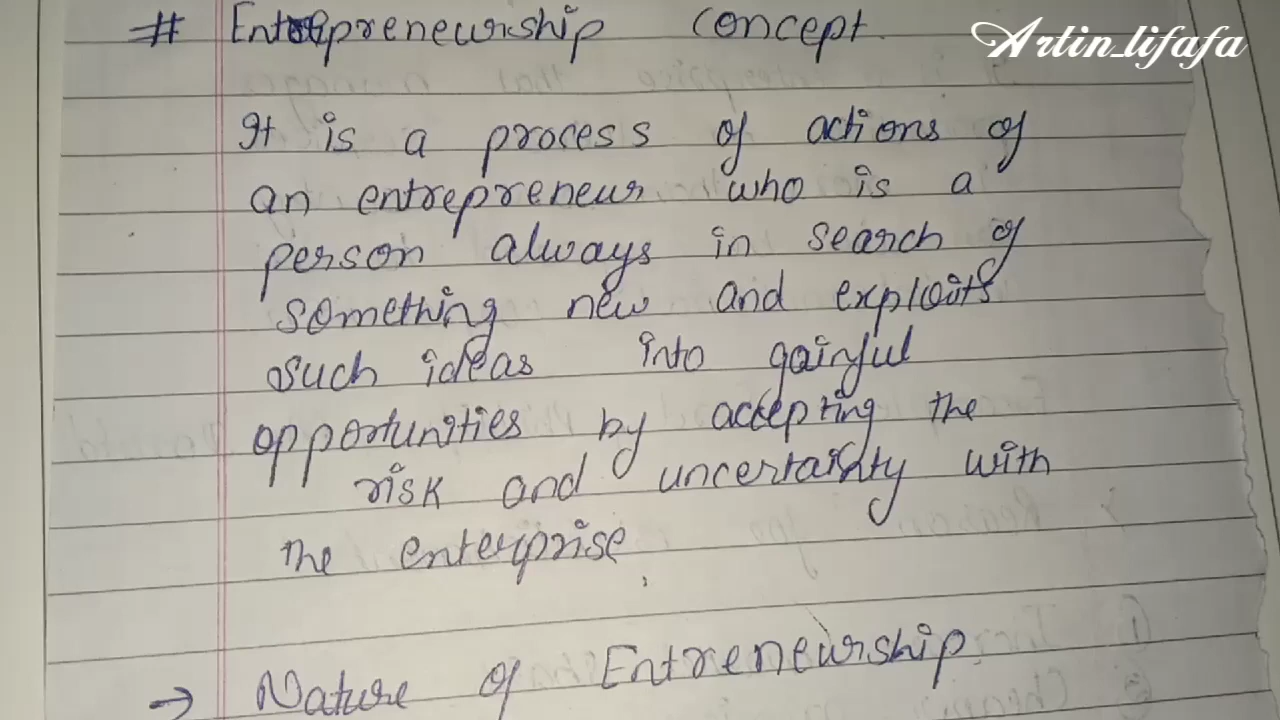 # Entrepreneurship concept.
Artin_lifafa
It is a process of actions of
an entrepreneur who is a
person always in search of
something new and exploits
such ideas into gainful
opportunities by accepting the
risk and uncertainty with
the enterprise
→ Nature of Entreneurship